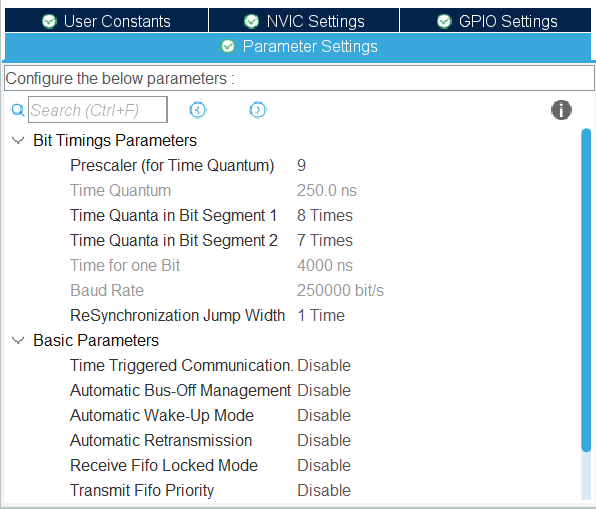 User Constants NVIC Settings GPIO Settings
Parameter Settings
Configure the below parameters :
Search (Ctrl+F)
Bit Timings Parameters
Prescaler (for Time Quantum) 9
Time Quantum 250.0 ns
Time Quanta in Bit Segment 1 8 Times
Time Quanta in Bit Segment 2 7 Times
Time for one Bit 4000 ns
Baud Rate 250000 bit/s
ReSynchronization Jump Width 1 Time
Basic Parameters
Time Triggered Communication. Disable
Automatic Bus-Off Management Disable
Automatic Wake-Up Mode Disable
Automatic Retransmission Disable
Receive Fifo Locked Mode Disable
Transmit Fifo Priority Disable